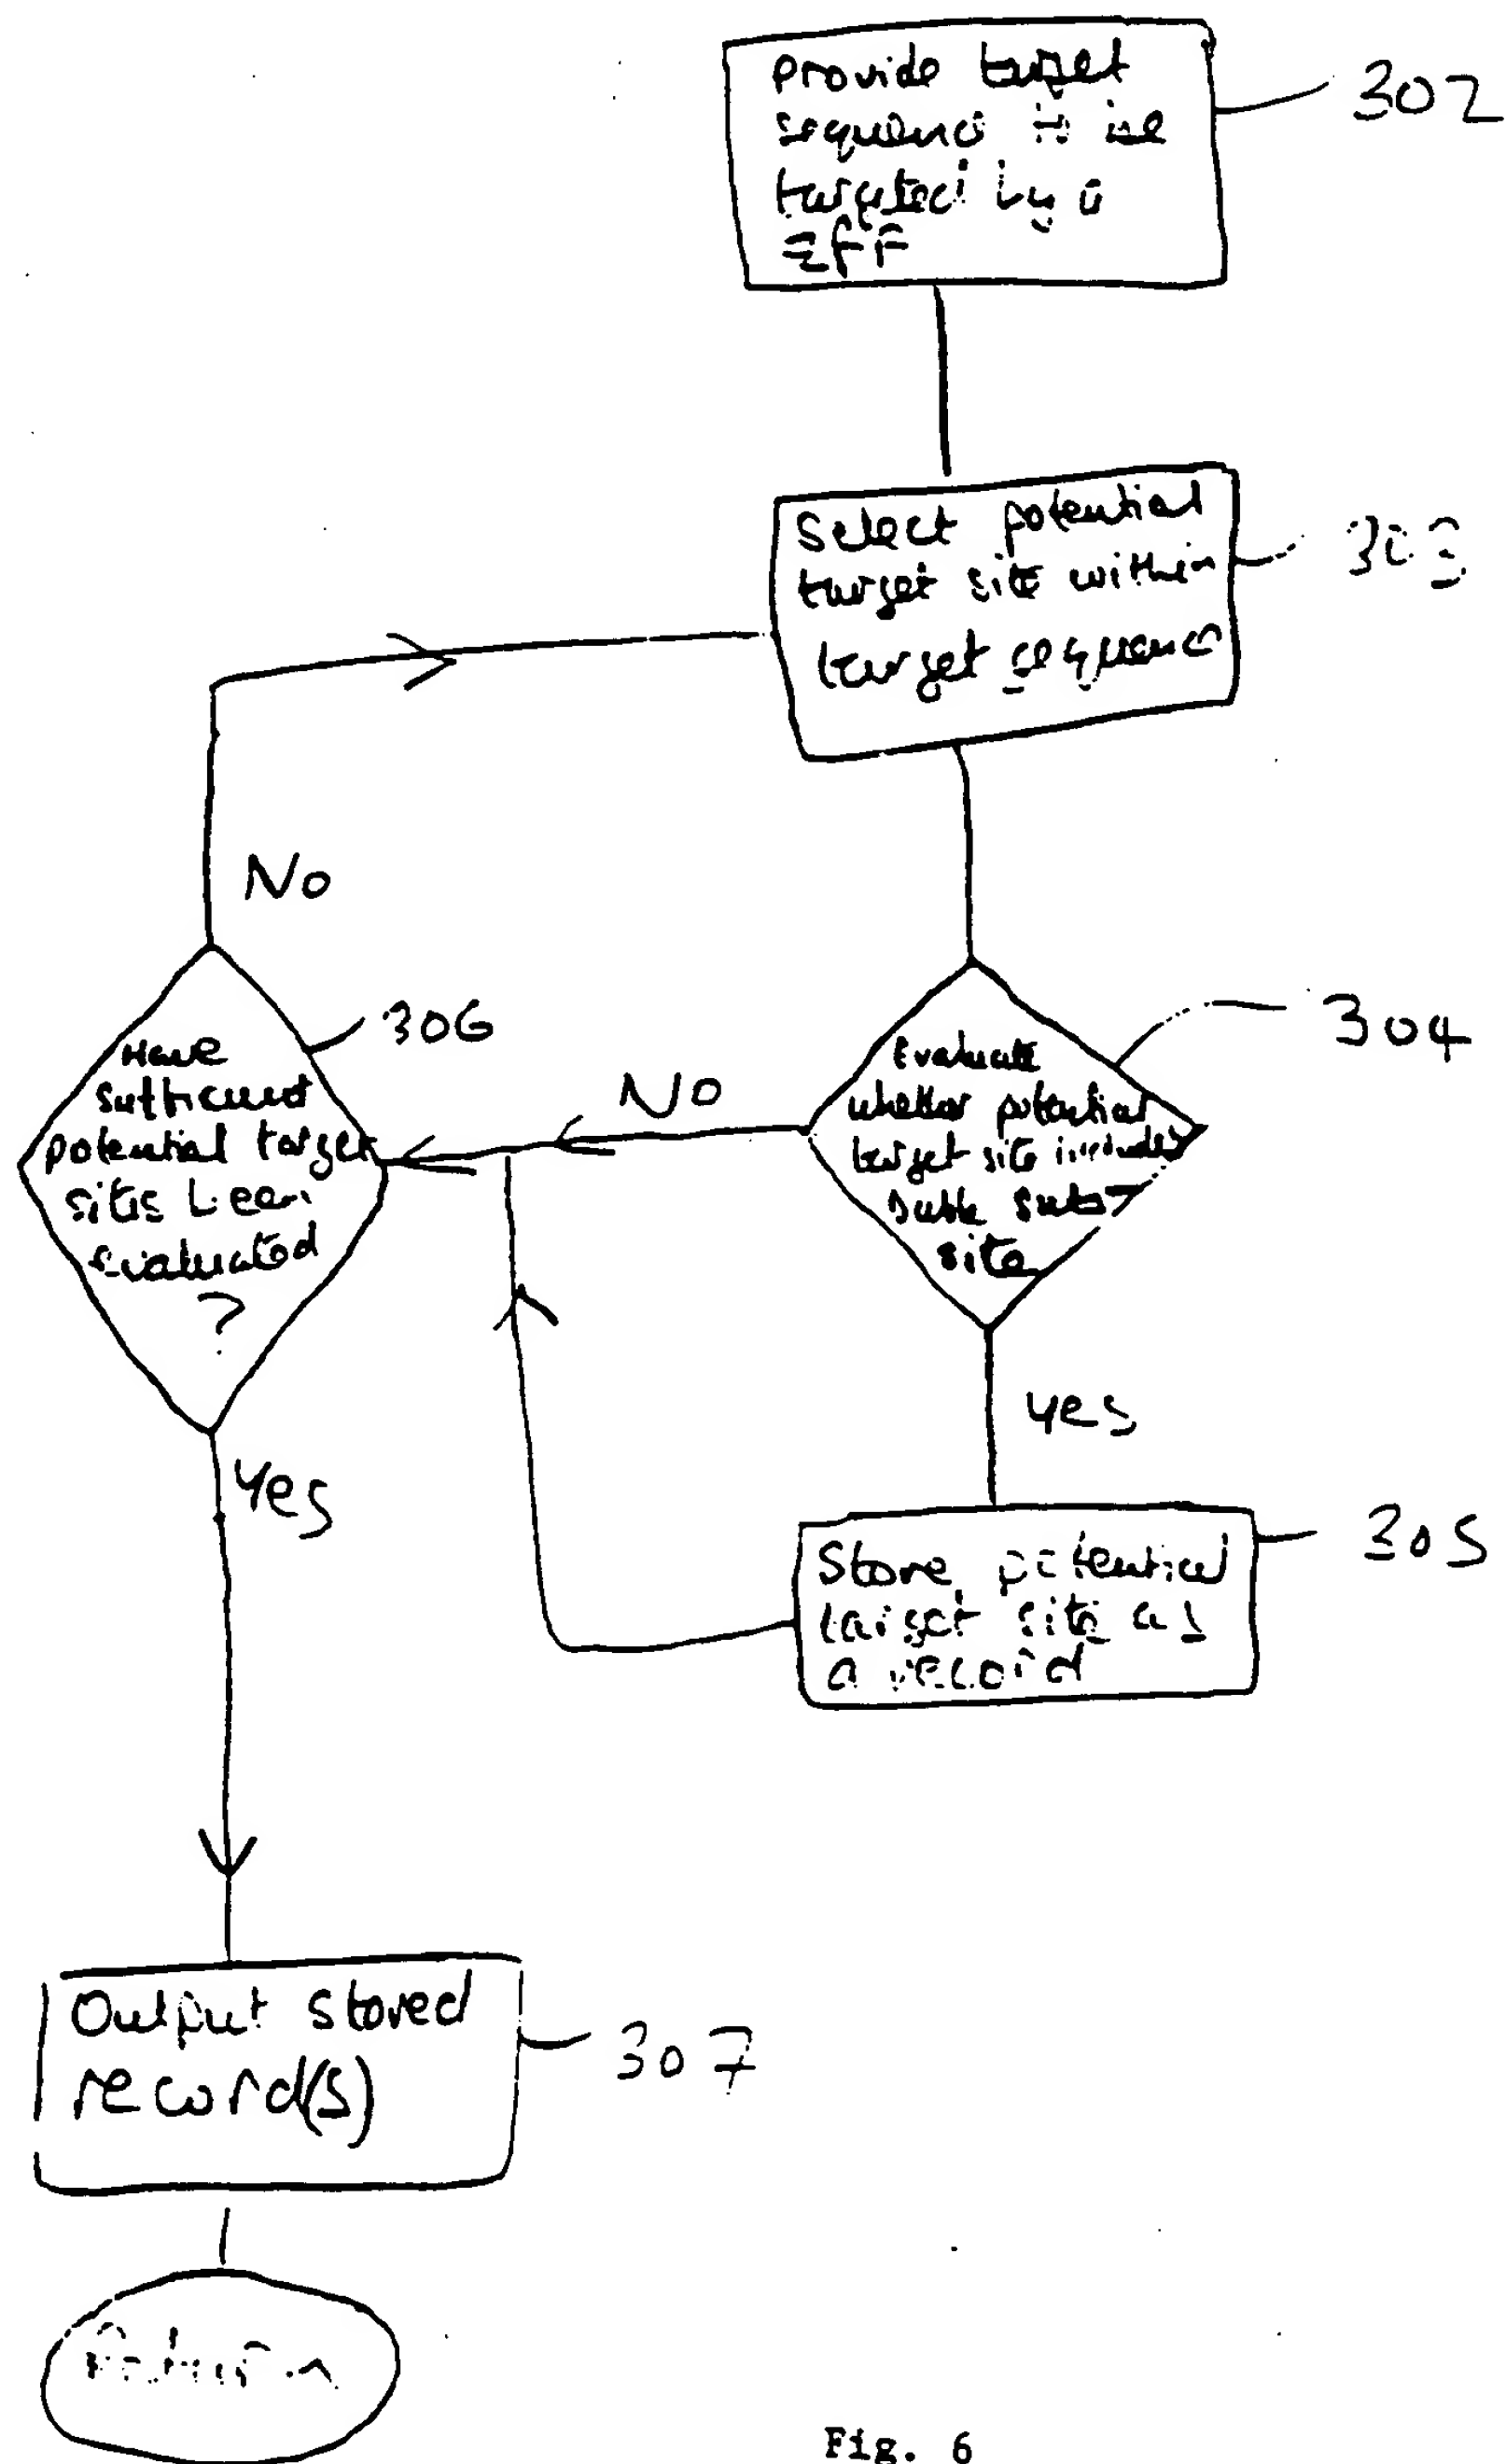 Provide target
sequence to be
targeted by a
ZFP
302
Select potential
target site within
target sequence
303
No
306
Have
sufficient
potential target
sites been
evaluated
?
No
304
Evaluate
whether potential
target site includes
site
yes
Yes
305
Store potential
target site as
a record
Output stored
record(s)
307
Return
Fig. 6